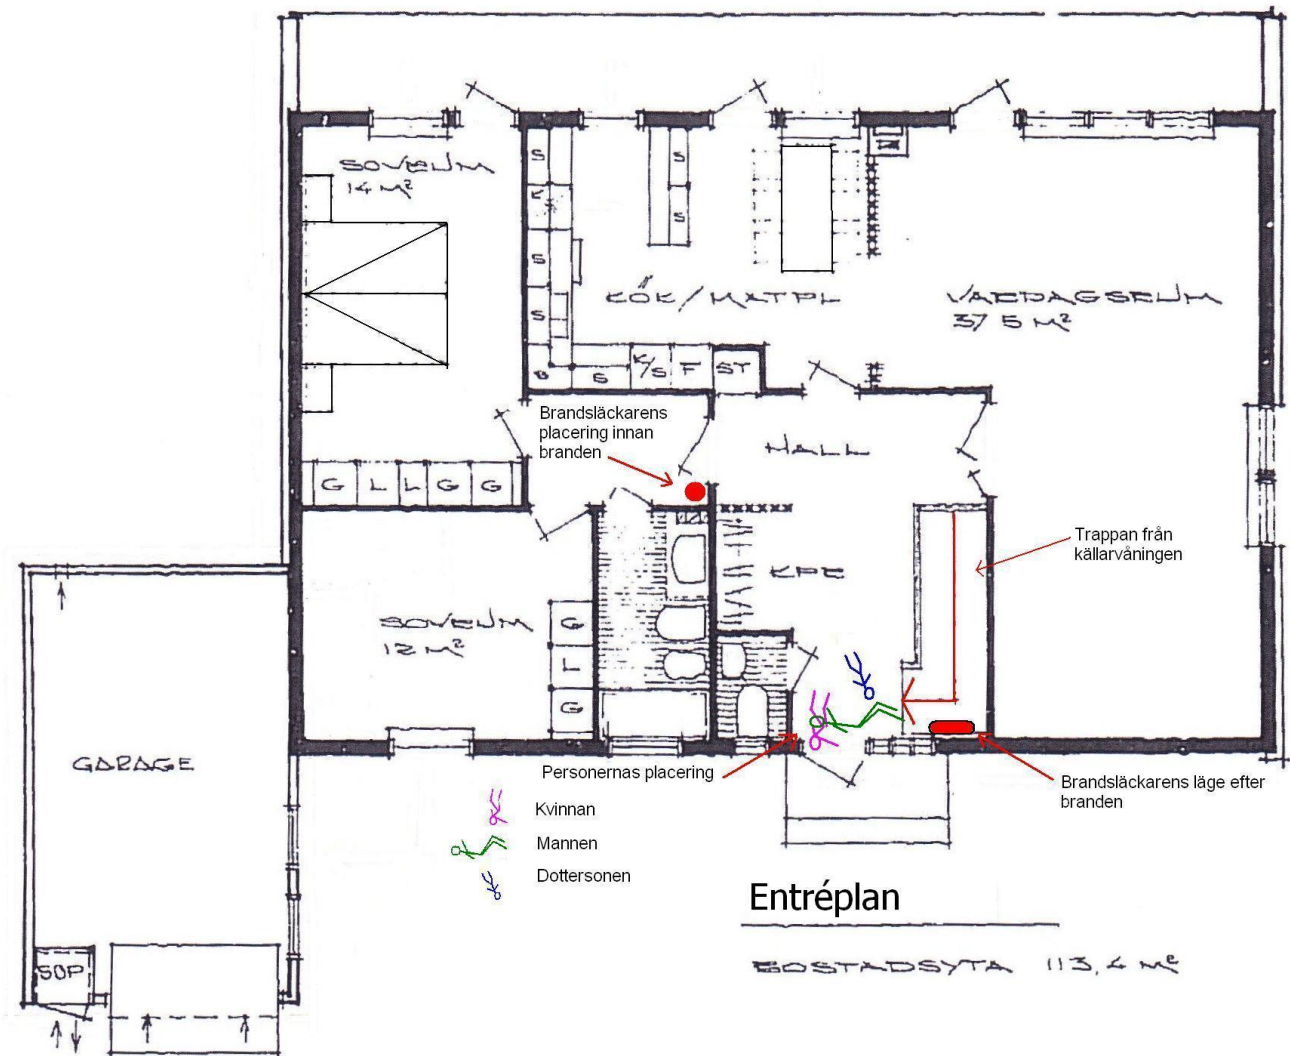 SOVRUM
14 M²
S
K
S
S
S
S
S
KÖK/MATPL
VARDAGSRUM
37 5 M²
S
K/S
F
ST
Brandsläckarens
placering innan
branden
HALL
G L L G G
Trappan från
källarvåningen
KPR
SOVRUM
12 M²
G
L
G
GARAGE
Personernas placering
Brandsläckarens läge efter
branden
Kvinnan
Mannen
Dottersonen
Entréplan
BOSTADSYTA 113,4 M²
SOP